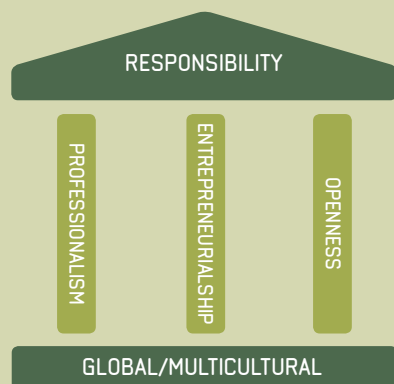 RESPONSIBILITY
PROFESSIONALISM
ENTREPRENEURIALSHIP
OPENNESS
GLOBAL/MULTICULTURAL